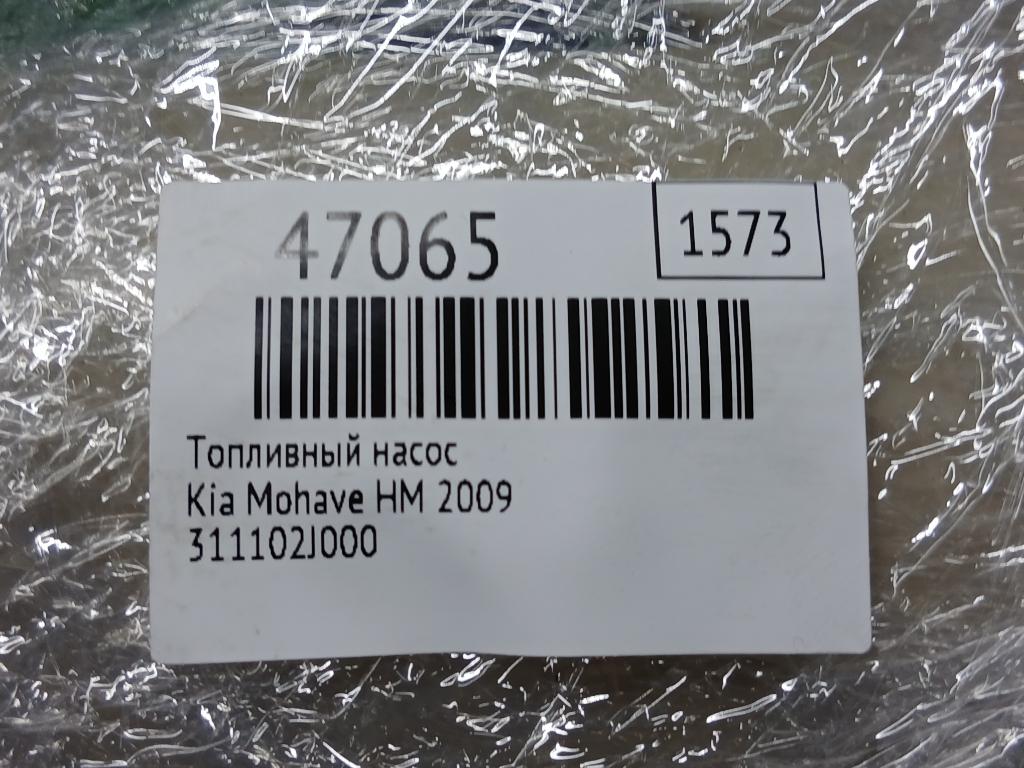 47065
1573
Топливный насос
Kia Mohave HM 2009
311102J000